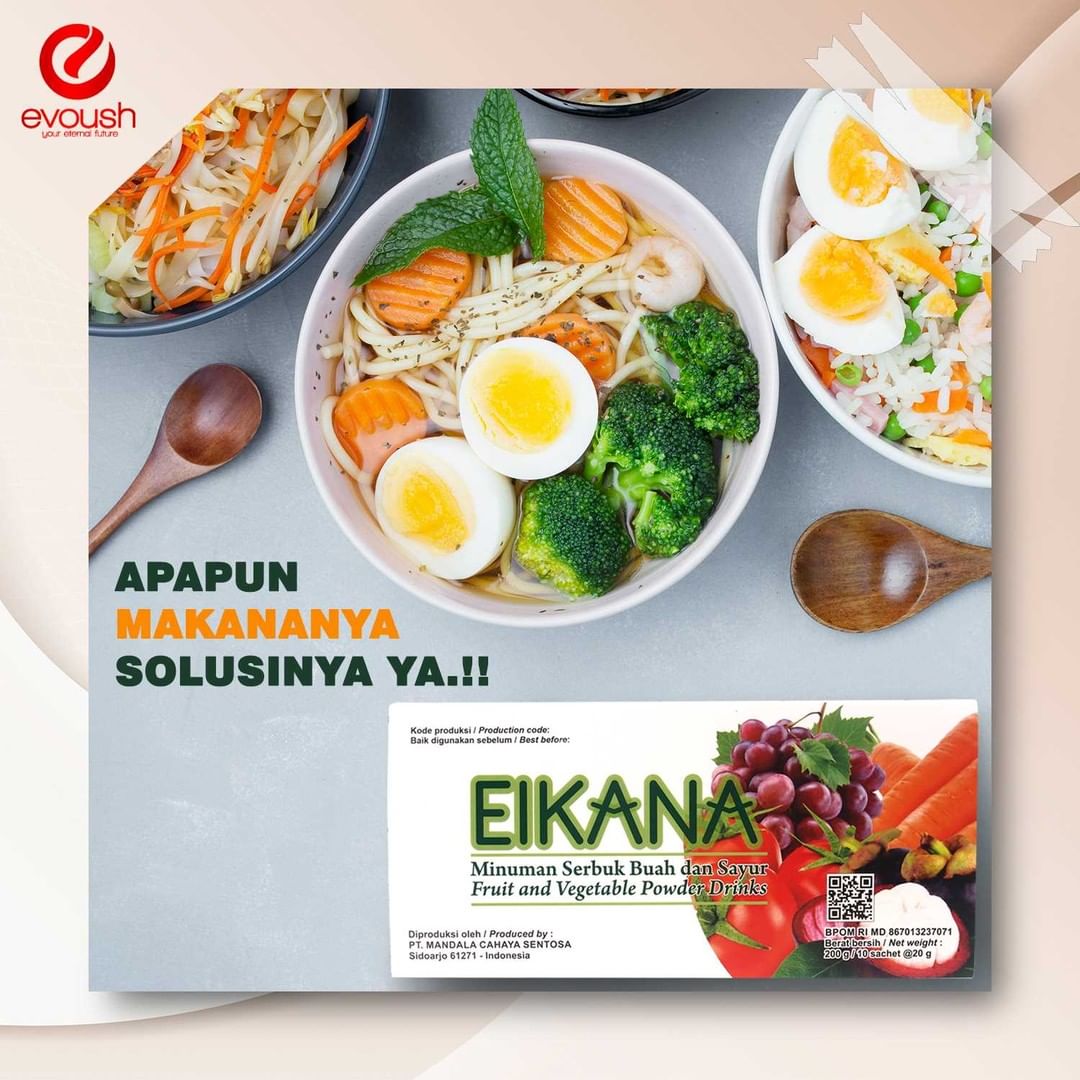 evoush
your eternal future
APAPUN
MAKANANYA
SOLUSINYA YA.!!
Kode produksi / Production code:
Baik digunakan sebelum / Best before:
EIKANA
Minuman Serbuk Buah dan Sayur
Fruit and Vegetable Powder Drinks
Diproduksi oleh / Produced by :
PT. MANDALA CAHAYA SENTOSA
Sidoarjo 61271 - Indonesia
BPOM RI MD 867013237071
Berat bersih / Net weight :
200 g / 10 sachet @20 g